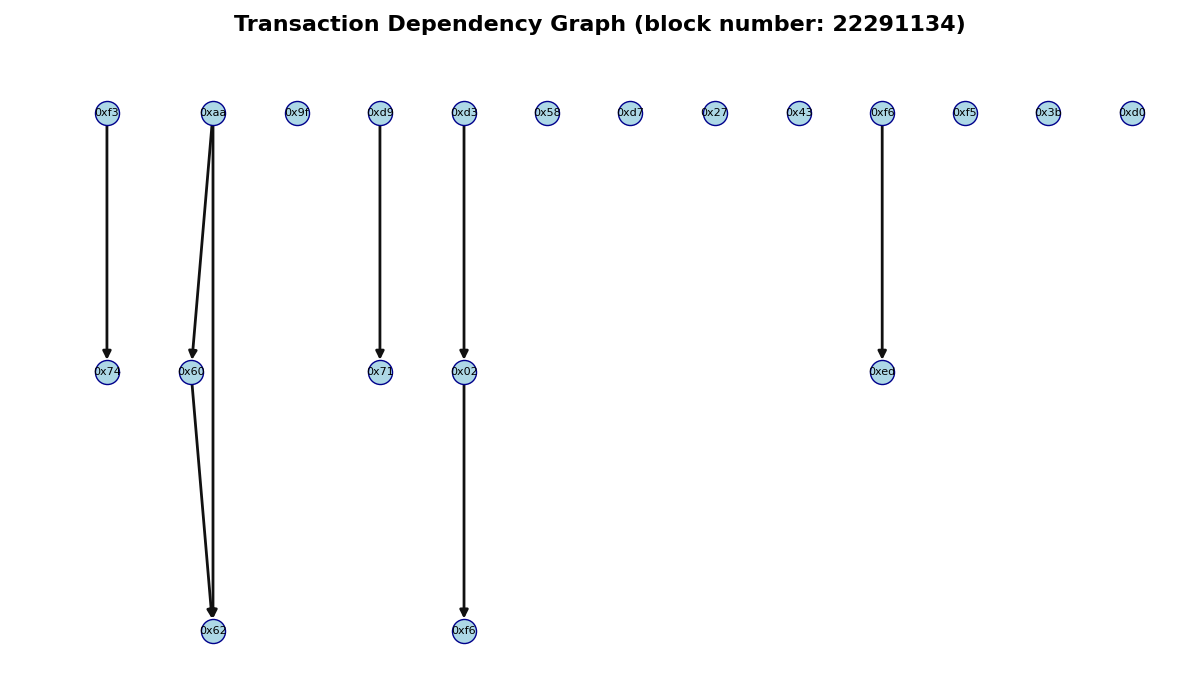 Transaction Dependency Graph (block number: 22291134)
0xf3 0xaa 0x9f 0xd9 0xd3 0x58 0xd7 0x27 0x43 0xf6 0xf5 0x3b 0xd0
0x74 0x60 0x71 0x02 0xed
0x62 0xf6